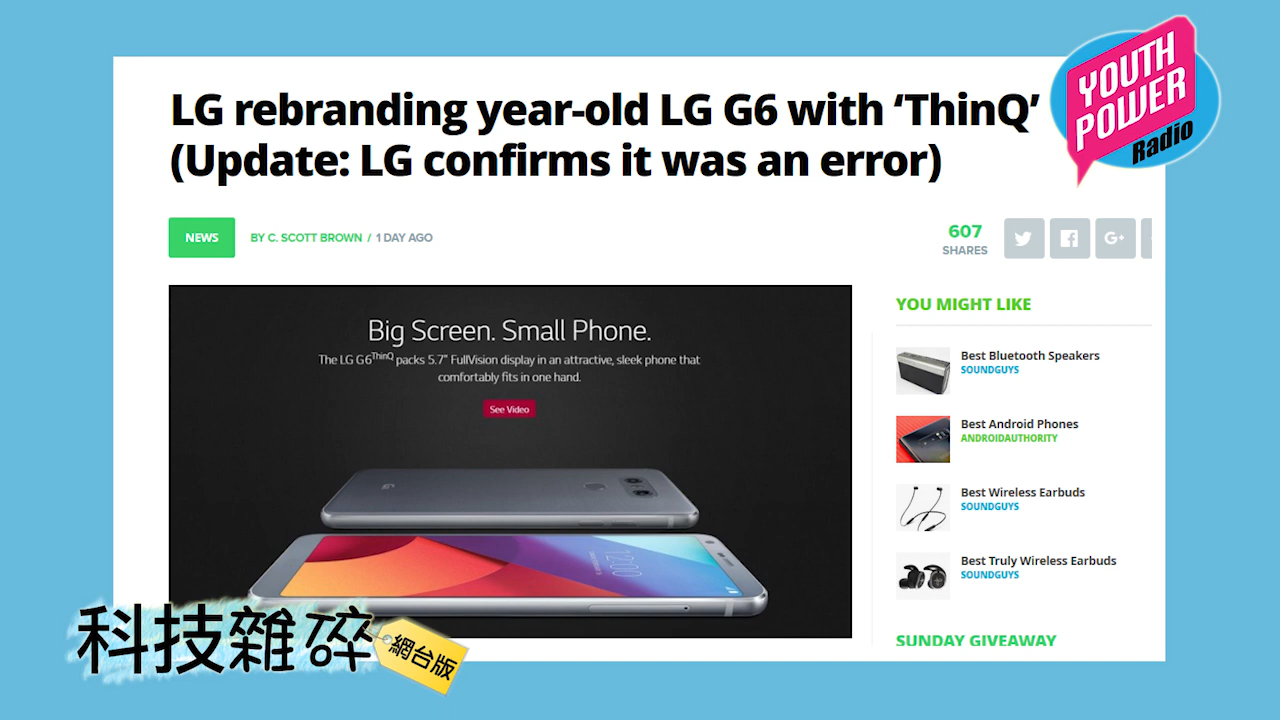 LG rebranding year-old LG G6 with ‘ThinQ’
(Update: LG confirms it was an error)
YOUTH
POWER
Radio
NEWS
BY C. SCOTT BROWN / 1 DAY AGO
607
SHARES
Big Screen. Small Phone.
The LG G6ThinQ packs 5.7” FullVision display in an attractive, sleek phone that
comfortably fits in one hand.
See Video
LG
12:00
YOU MIGHT LIKE
Best Bluetooth Speakers
SOUNDGUYS
Best Android Phones
ANDROIDAUTHORITY
Best Wireless Earbuds
SOUNDGUYS
Best Truly Wireless Earbuds
SOUNDGUYS
SUNDAY GIVEAWAY
科技雜碎
網台版